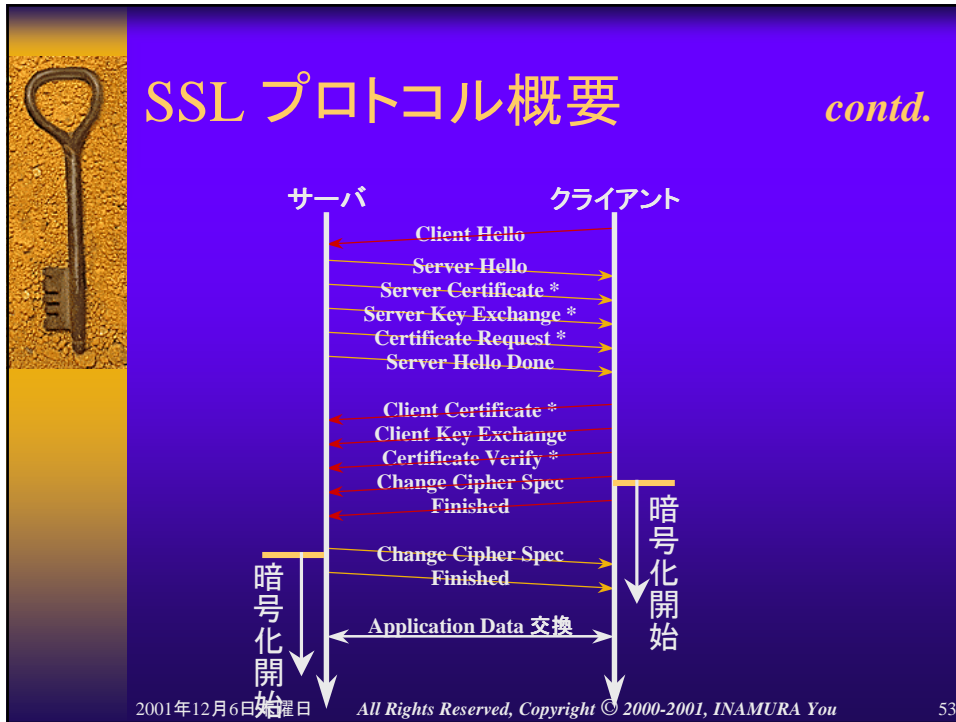 SSL プロトコル概要 contd.
サーバ クライアント
Client Hello
Server Hello
Server Certificate *
Server Key Exchange *
Certificate Request *
Server Hello Done
Client Certificate *
Client Key Exchange
Certificate Verify *
Change Cipher Spec
Finished
暗号化開始
Change Cipher Spec
Finished
暗号化開始
Application Data 交換
2001年12月6日 曜日 All Rights Reserved, Copyright © 2000-2001, INAMURA You 53